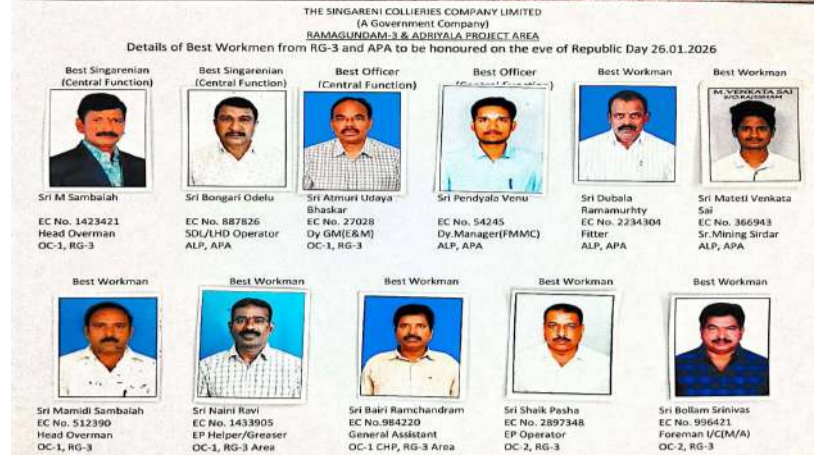 THE SINGARENI COLLIERIES COMPANY LIMITED
(A Government Company)
RAMAGUNDAM-3 & ADRIYALA PROJECT AREA
Details of Best Workmen from RG-3 and APA to be honoured on the eve of Republic Day 26.01.2026
Best Singarenian
(Central Function)
Sri M Sambaiah
EC No. 1423421
Head Overman
OC-1, RG-3
Best Singarenian
(Central Function)
Sri Bongari Odelu
EC No. 887826
SDL/LHD Operator
ALP, APA
Best Officer
(Central Function)
Sri Atmuri Udaya
Bhaskar
EC No. 27028
Dy GM(E&M)
OC-1, RG-3
Best Officer
(Central Function)
Sri Pendyala Venu
EC No. 54245
Dy.Manager(FMMC)
ALP, APA
Best Workman
Sri Dubala
Ramamurhty
EC No. 2234304
Fitter
ALP, APA
Best Workman
M.VENKATA SAI
S/O.RAJESHAM
Sri Mateti Venkata
Sai
EC No. 366943
Sr.Mining Sirdar
ALP, APA
Best Workman
Sri Mamidi Sambaiah
EC No. 512390
Head Overman
OC-1, RG-3
Best Workman
Sri Naini Ravi
EC No. 1433905
EP Helper/Greaser
OC-1, RG-3 Area
Best Workman
Sri Bairi Ramchandram
EC No.984220
General Assistant
OC-1 CHP, RG-3 Area
Best Workman
Sri Shaik Pasha
EC No. 2897348
EP Operator
OC-2, RG-3
Best Workman
Sri Bollam Srinivas
EC No. 996421
Foreman I/C(M/A)
OC-2, RG-3